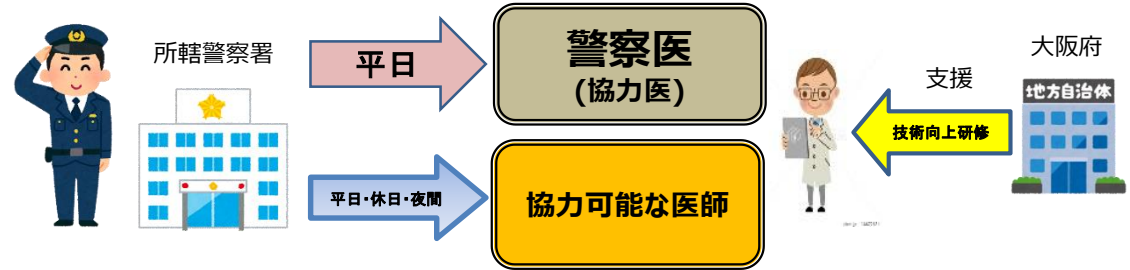 所轄警察署
平日
警察医
(協力医)
平日・休日・夜間
協力可能な医師
支援
技術向上研修
大阪府
地方自治体